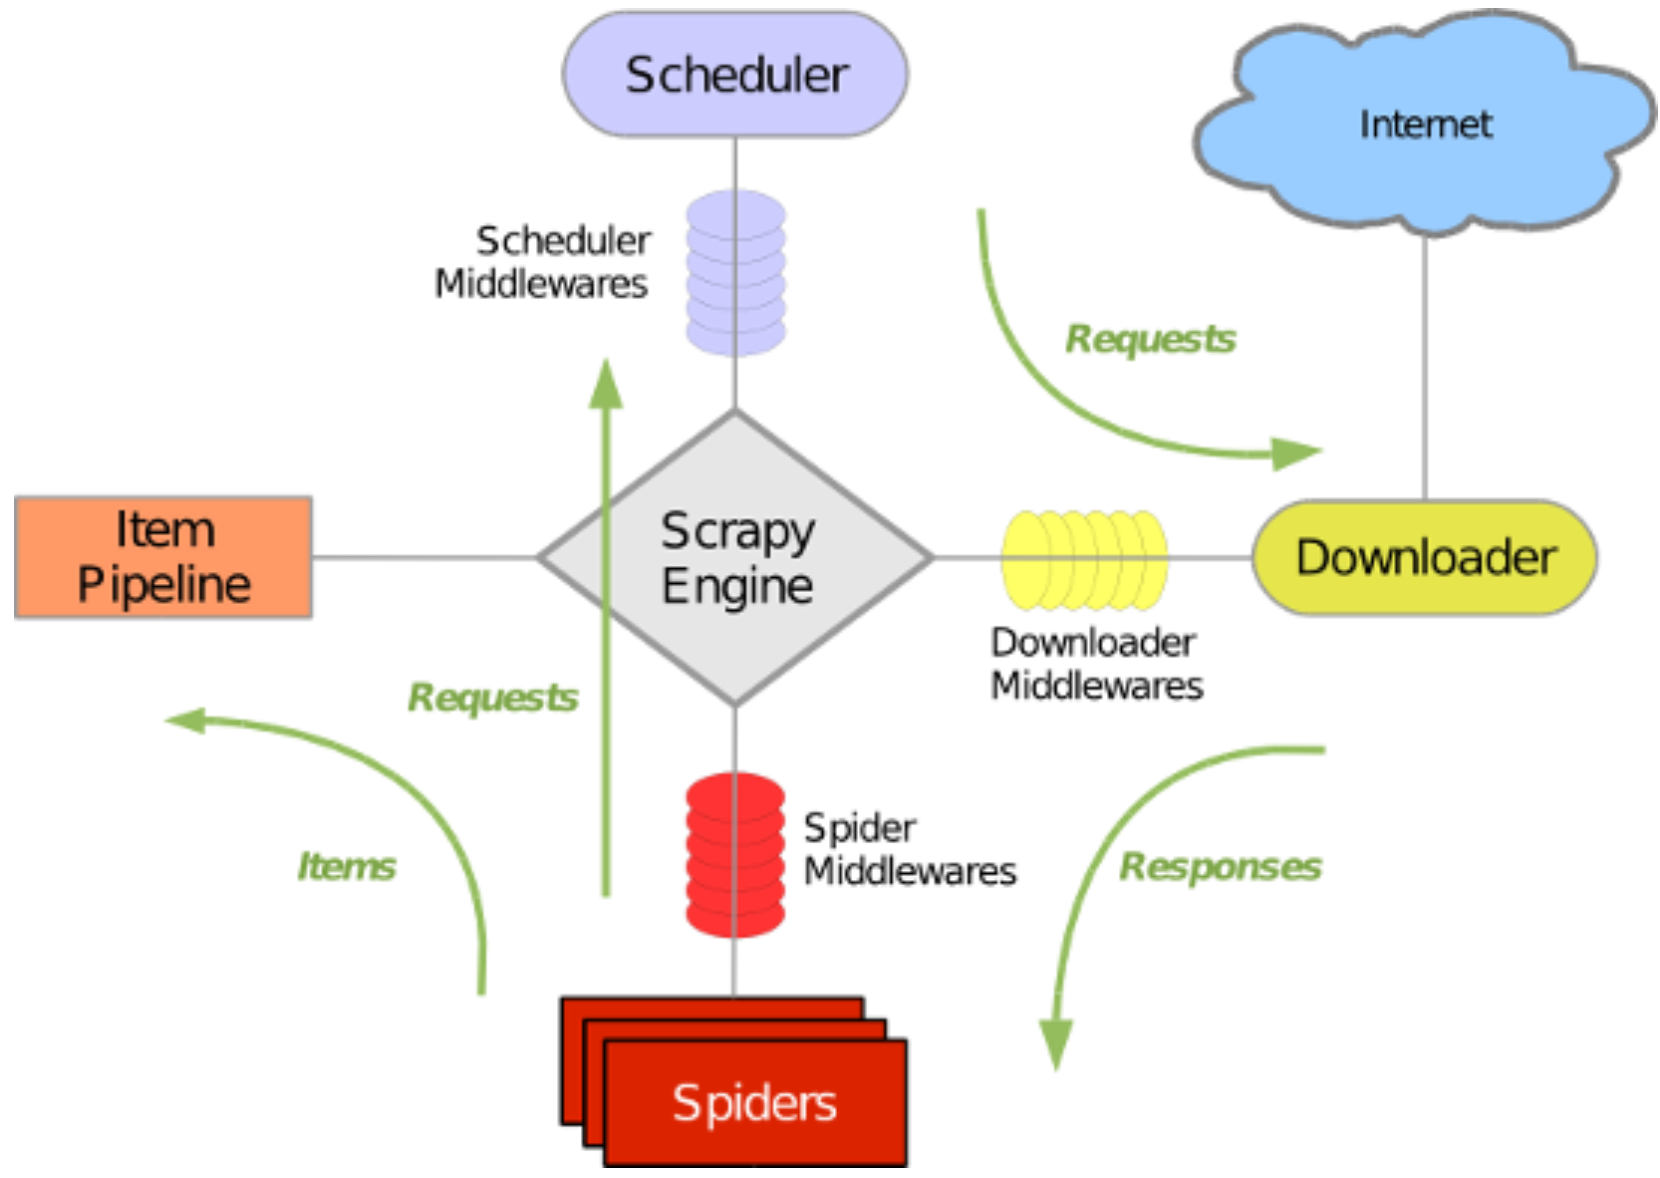 Scheduler
Internet
Scheduler
Middlewares
Requests
Item
Pipeline
Scrapy
Engine
Downloader
Downloader
Middlewares
Requests
Items
Spider
Middlewares
Responses
Spiders